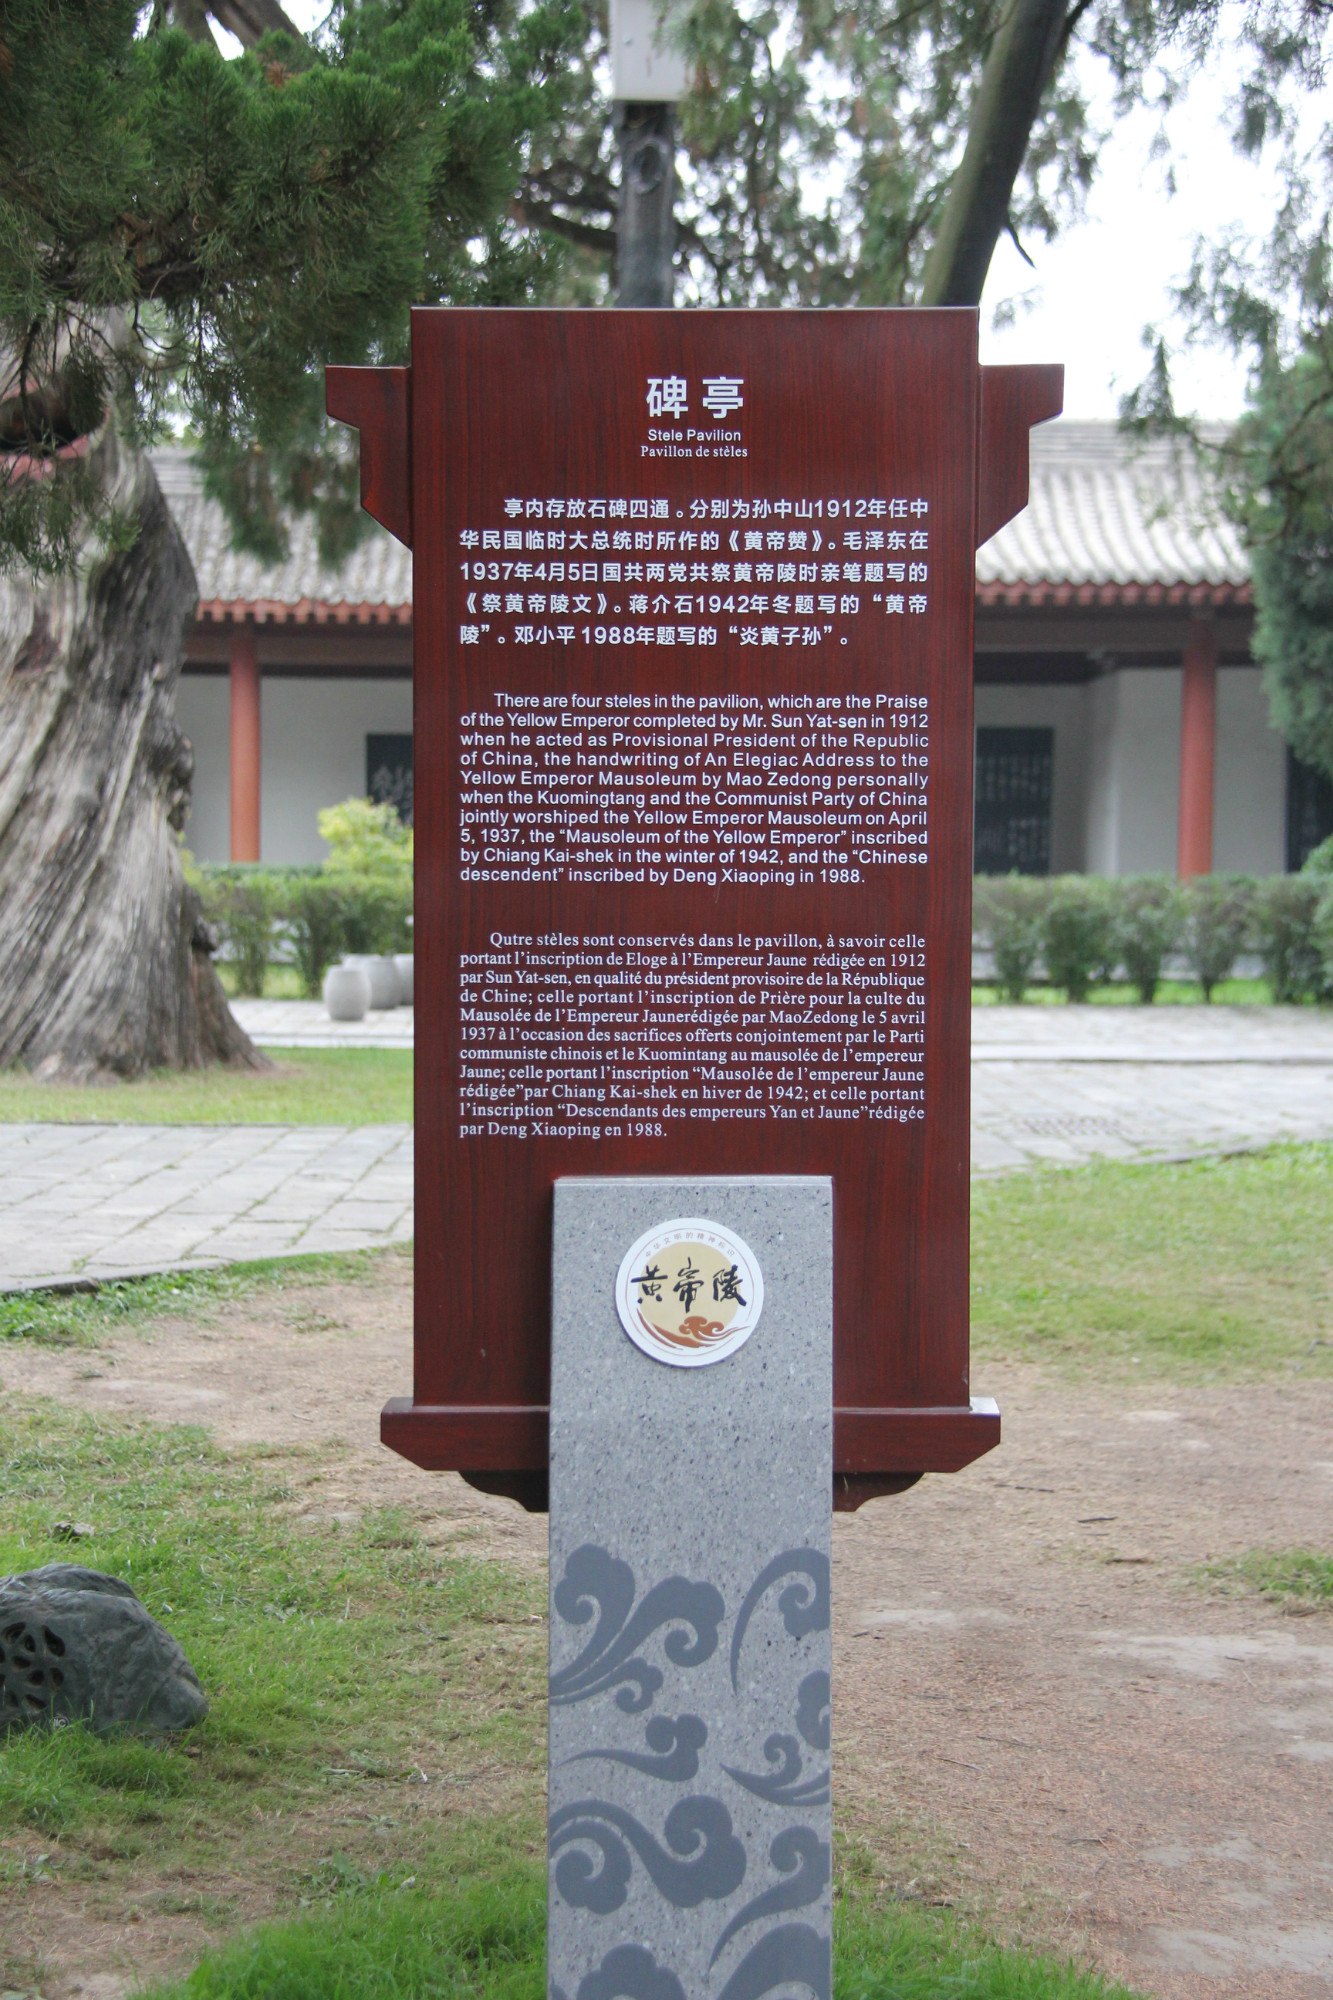 碑亭
Stele Pavilion
Pavillon de stèles
亭内存放石碑四通。分别为孙中山1912年任中
华民国临时大总统时所作的《黄帝赞》。毛泽东在
1937年4月5日国共两党共祭黄帝陵时亲笔题写的
《祭黄帝陵文》。蒋介石1942年冬题写的“黄帝
陵”。邓小平1988年题写的“炎黄子孙”。
There are four steles in the pavilion, which are the Praise
of the Yellow Emperor completed by Mr. Sun Yat-sen in 1912
when he acted as Provisional President of the Republic
of China, the handwriting of An Elegiac Address to the
Yellow Emperor Mausoleum by Mao Zedong personally
when the Kuomingtang and the Communist Party of China
jointly worshiped the Yellow Emperor Mausoleum on April
5, 1937, the “Mausoleum of the Yellow Emperor” inscribed
by Chiang Kai-shek in the winter of 1942, and the “Chinese
descendent” inscribed by Deng Xiaoping in 1988.
Qutre stèles sont conservés dans le pavillon, à savoir celle
portant l’inscription de Eloge à l’Empereur Jaune rédigée en 1912
par Sun Yat-sen, en qualité du président provisoire de la République
de Chine; celle portant l’inscription de Prière pour la culte du
Mausolée de l’Empereur Jaunerédigée par MaoZedong le 5 avril
1937 à l’occasion des sacrifices offerts conjointement par le Parti
communiste chinois et le Kuomintang au mausolée de l’empereur
Jaune; celle portant l’inscription “Mausolée de l’empereur Jaune
rédigée”par Chiang Kai-shek en hiver de 1942; et celle portant
l’inscription “Descendants des empereurs Yan et Jaune”rédigée
par Deng Xiaoping en 1988.
中华文明的精神标识
黄帝陵